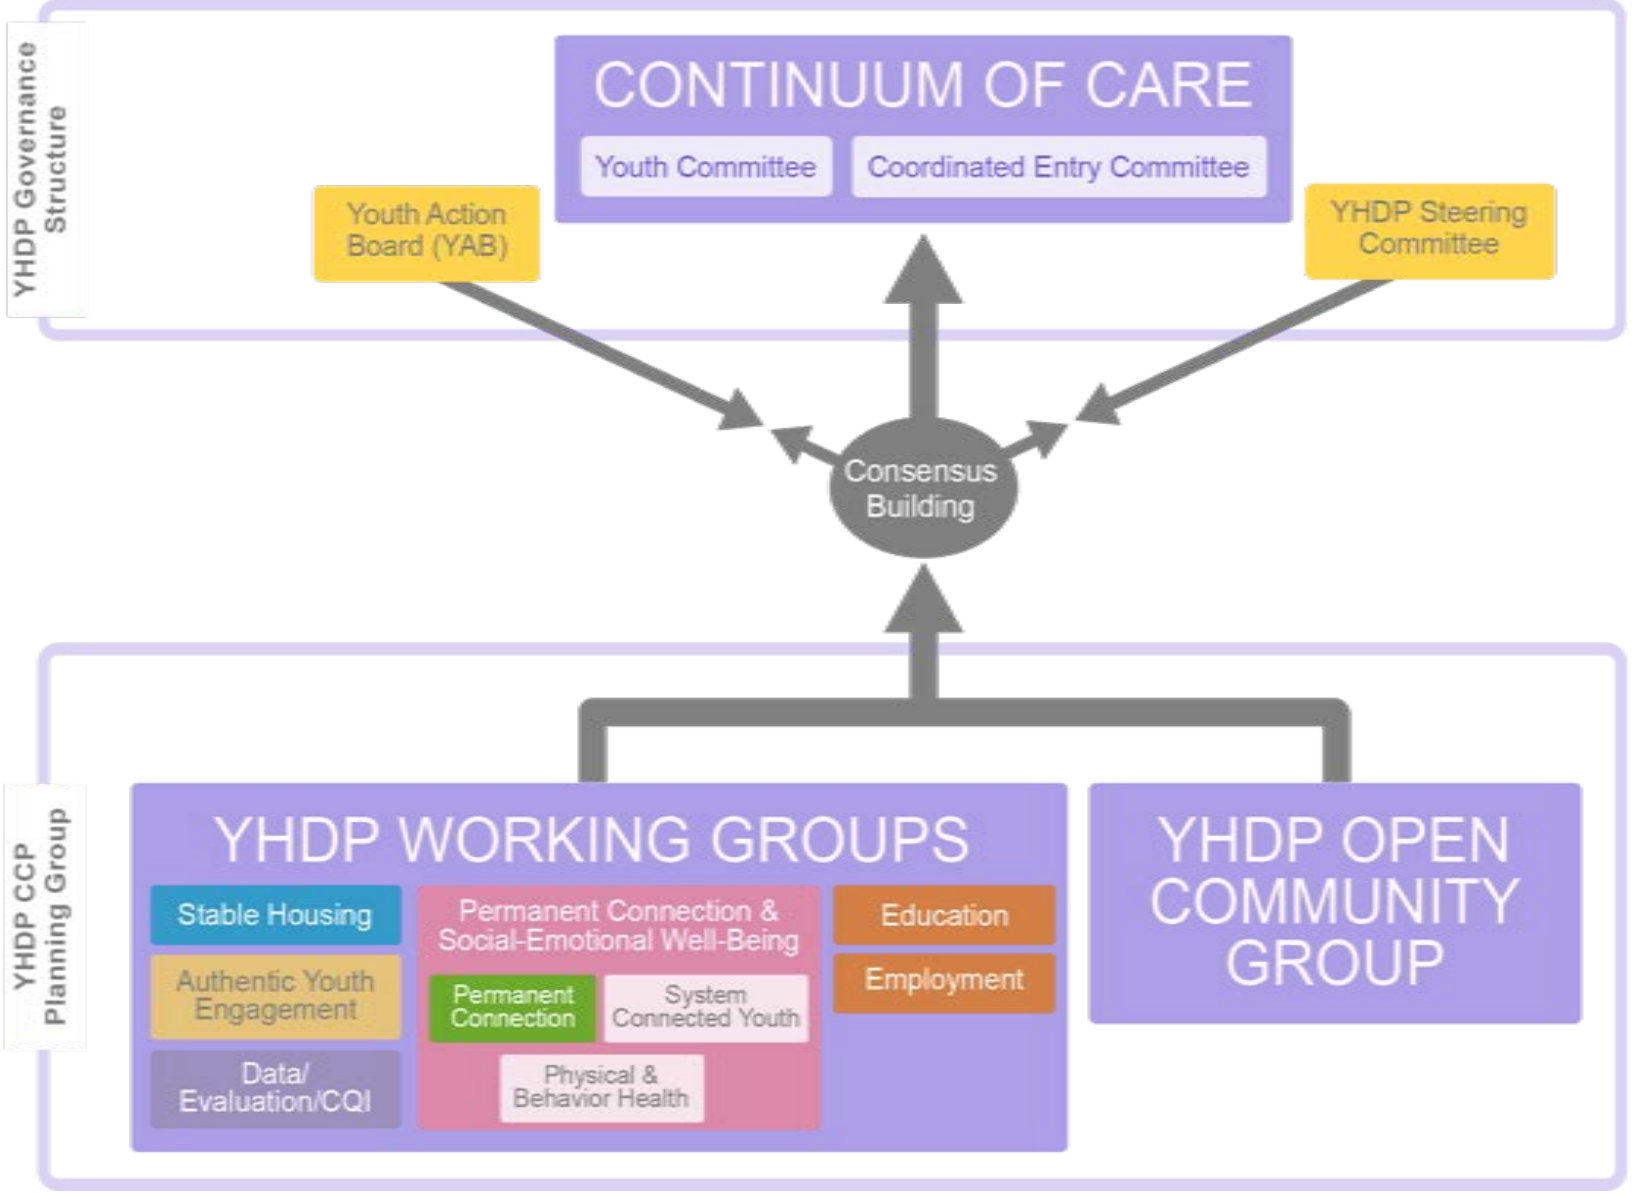 YHDP Governance
Structure
CONTINUUM OF CARE
Youth Committee
Coordinated Entry Committee
Youth Action
Board (YAB)
YHDP Steering
Committee
Consensus
Building
YHDP CCP
Planning Group
YHDP WORKING GROUPS
Stable Housing
Authentic Youth
Engagement
Data/
Evaluation/CQI
Permanent Connection &
Social-Emotional Well-Being
Permanent
Connection
System
Connected Youth
Physical &
Behavior Health
Education
Employment
YHDP OPEN
COMMUNITY
GROUP